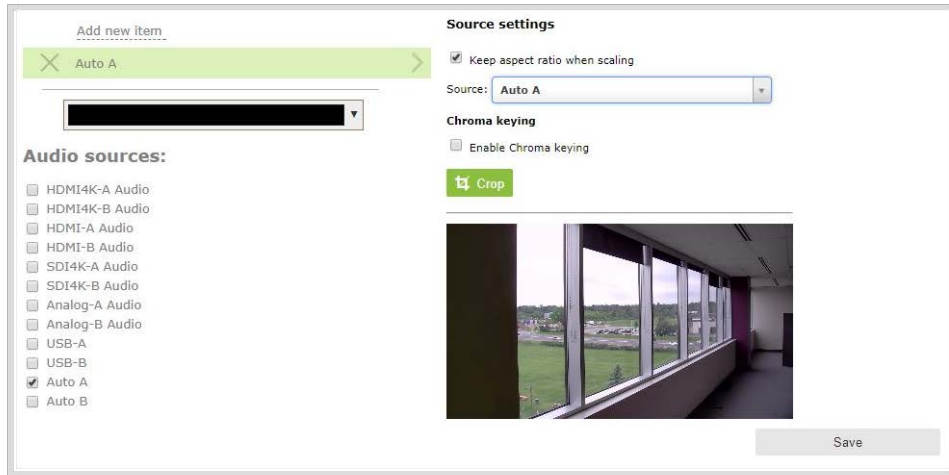 Add new item
Auto A
Audio sources:
HDMI4K-A Audio
HDMI4K-B Audio
HDMI-A Audio
HDMI-B Audio
SDI4K-A Audio
SDI4K-B Audio
Analog-A Audio
Analog-B Audio
USB-A
USB-B
Auto A
Auto B
Source settings
Keep aspect ratio when scaling
Source: Auto A
Chroma keying
Enable Chroma keying
Crop
Save